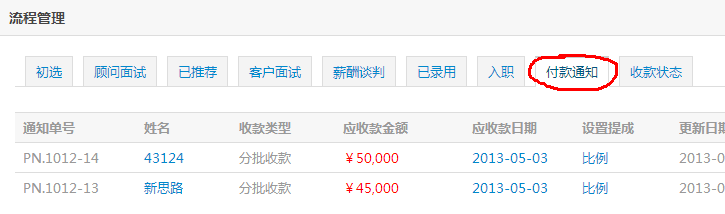 流程管理
初选 顾问面试 已推荐 客户面试 薪酬谈判 已录用 入职 付款通知 收款状态
通知单号 姓名 收款类型 应收款金额 应收款日期 设置提成 更新日期
PN.1012-14 43124 分批收款 ¥50,000 2013-05-03 比例 2013-0
PN.1012-13 新思路 分批收款 ¥45,000 2013-05-03 比例 2013-0